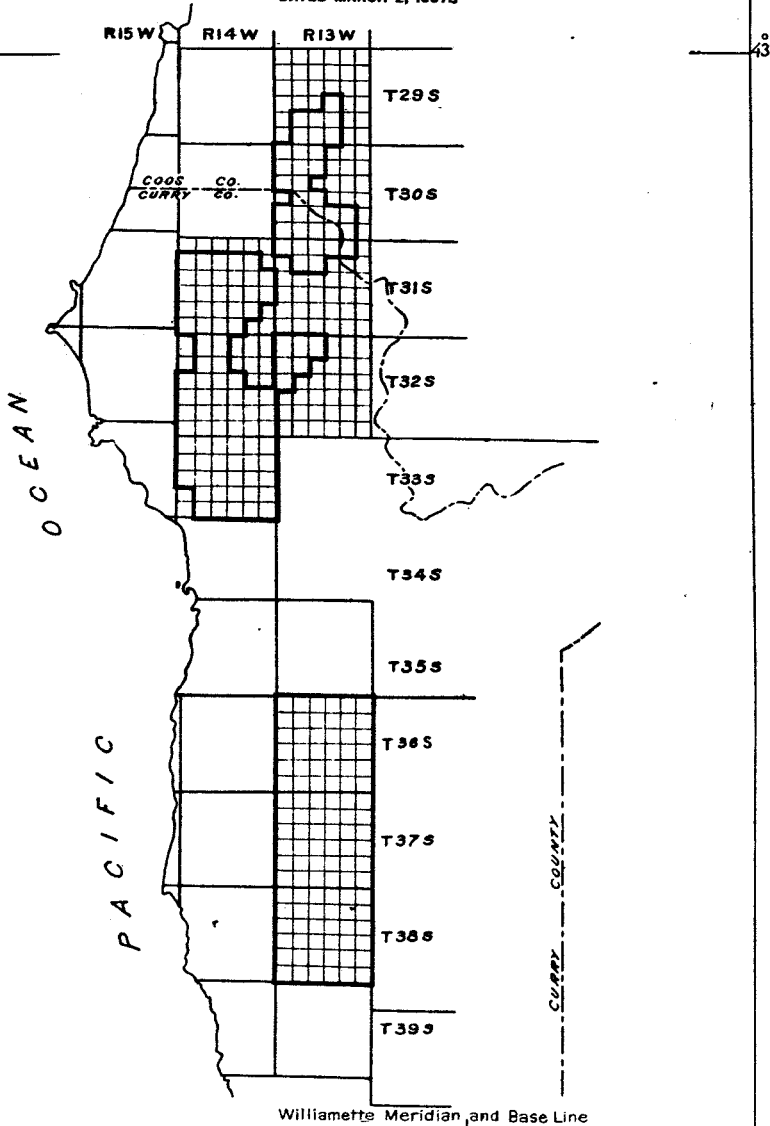 R15W R14W R13W
43°
T29S
COOS CO.
CURRY CO.
T30S
T31S
T32S
T33S
T34S
T35S
T36S
T37S
T38S
T39S
OCEAN
PACIFIC
CURRY COUNTY
Williamette Meridian and Base Line